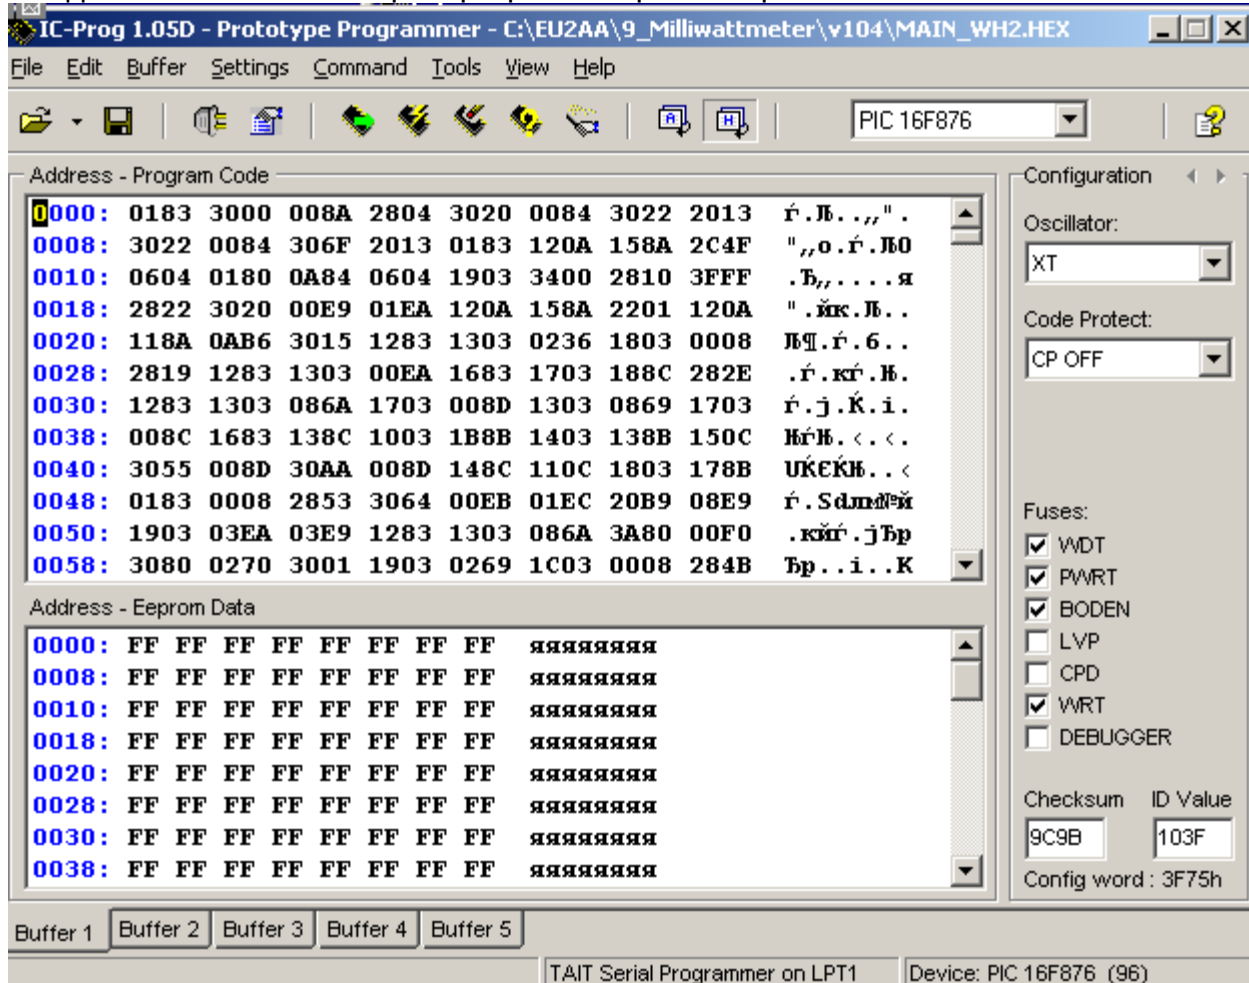 IC-Prog 1.05D - Prototype Programmer - C:\EU2AA\9_Milliwattmeter\v104\MAIN_WH2.HEX
File Edit Buffer Settings Command Tools View Help
PIC 16F876
Address - Program Code
0000: 0183 3000 008A 2804 3020 0084 3022 2013 ѓ.Љ..„".
0008: 3022 0084 306F 2013 0183 120A 158A 2C4F "„o.ѓ.ЉO
0010: 0604 0180 0A84 0604 1903 3400 2810 3FFF .Ђ„....я
0018: 2822 3020 00E9 01EA 120A 158A 2201 120A ".йк.Љ..
0020: 118A 0AB6 3015 1283 1303 0236 1803 0008 Љ¶.ѓ.6..
0028: 2819 1283 1303 00EA 1683 1703 188C 282E .ѓ.кѓ.Њ.
0030: 1283 1303 086A 1703 008D 1303 0869 1703 ѓ.j.Ќ.i.
0038: 008C 1683 138C 1003 1B8B 1403 138B 150C ЊѓЊ.‹.‹.
0040: 3055 008D 30AA 008D 148C 110C 1803 178B UЌЄЌЊ..‹
0048: 0183 0008 2853 3064 00EB 01EC 20B9 08E9 ѓ.Sdлм№й
0050: 1903 03EA 03E9 1283 1303 086A 3A80 00F0 .кйѓ.jЂр
0058: 3080 0270 3001 1903 0269 1C03 0008 284B Ђp..i..K
Address - Eeprom Data
0000: FF FF FF FF FF FF FF FF яяяяяяяя
0008: FF FF FF FF FF FF FF FF яяяяяяяя
0010: FF FF FF FF FF FF FF FF яяяяяяяя
0018: FF FF FF FF FF FF FF FF яяяяяяяя
0020: FF FF FF FF FF FF FF FF яяяяяяяя
0028: FF FF FF FF FF FF FF FF яяяяяяяя
0030: FF FF FF FF FF FF FF FF яяяяяяяя
0038: FF FF FF FF FF FF FF FF яяяяяяяя
Configuration
Oscillator:
XT
Code Protect:
CP OFF
Fuses:
WDT
PWRT
BODEN
LVP
CPD
WRT
DEBUGGER
Checksum ID Value
9C9B 103F
Config word : 3F75h
Buffer 1 Buffer 2 Buffer 3 Buffer 4 Buffer 5
TAIT Serial Programmer on LPT1 Device: PIC 16F876 (96)